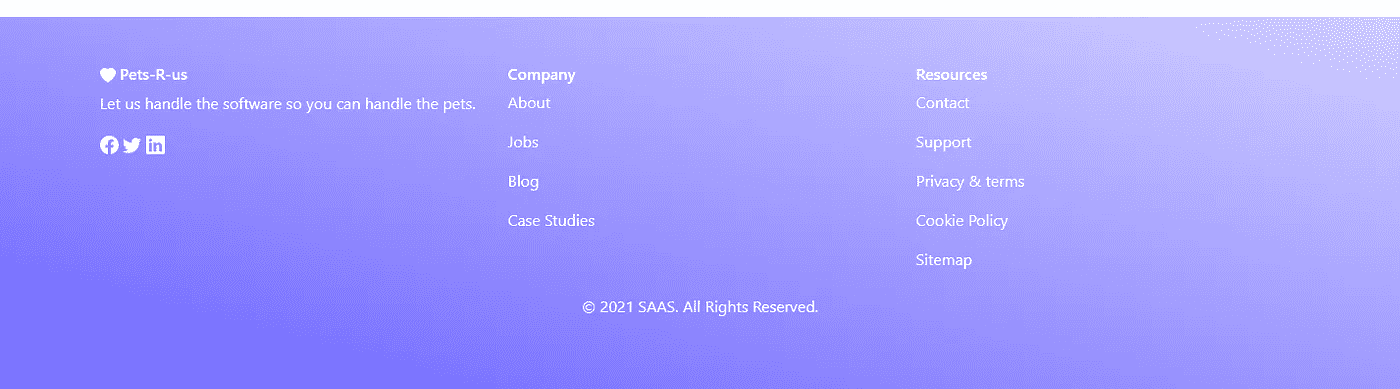 Pets-R-us
Let us handle the software so you can handle the pets.
Company
About
Jobs
Blog
Case Studies
Resources
Contact
Support
Privacy & terms
Cookie Policy
Sitemap
© 2021 SAAS. All Rights Reserved.